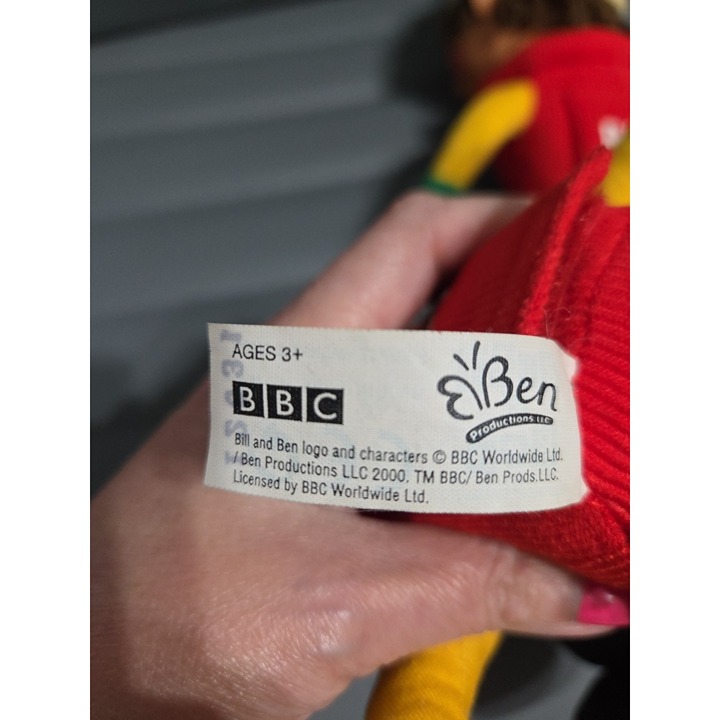 AGES 3+
BBC
Ben
Productions LLC
Bill and Ben logo and characters © BBC Worldwide Ltd.
/ Ben Productions LLC 2000. TM BBC/ Ben Prods.LLC.
Licensed by BBC Worldwide Ltd.